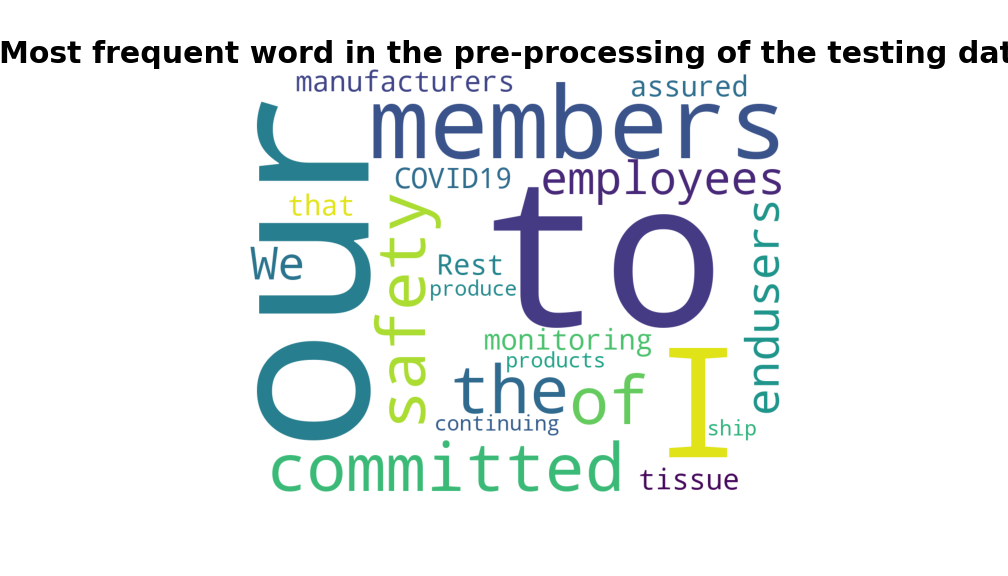 Most frequent word in the pre-processing of the testing dat
manufacturers
assured
members
our
COVID19
employees
that
to
safety
endusers
We
Rest
produce
monitoring
I
products
the
of
continuing
ship
committed
tissue